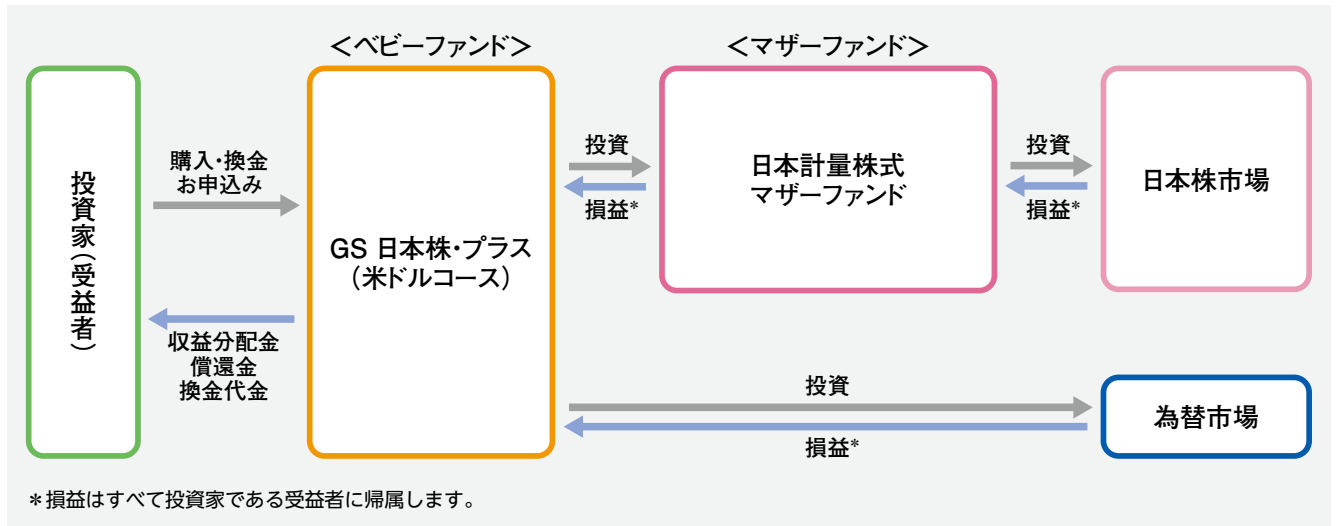 <ベビーファンド>
<マザーファンド>
投資家（受益者）
購入・換金
お申込み
収益分配金
償還金
換金代金
GS 日本株・プラス
（米ドルコース）
投資
損益*
日本計量株式
マザーファンド
投資
損益*
日本株市場
投資
損益*
為替市場
*損益はすべて投資家である受益者に帰属します。